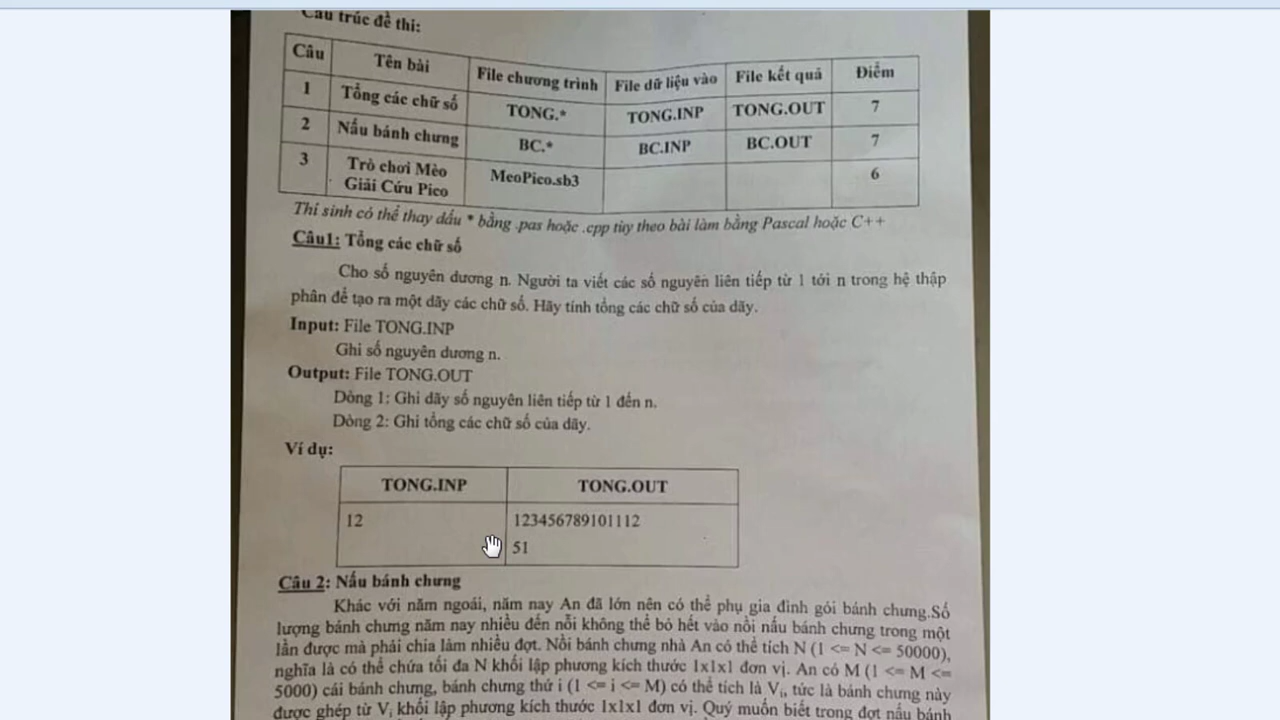 Cấu trúc đề thi:
Câu Tên bài File chương trình File dữ liệu vào File kết quả Điểm
1 Tổng các chữ số TONG.* TONG.INP TONG.OUT 7
2 Nấu bánh chưng BC.* BC.INP BC.OUT 7
3 Trò chơi Mèo Giải Cứu Pico MeoPico.sb3 6
Thí sinh có thể thay dấu * bằng .pas hoặc .cpp tùy theo bài làm bằng Pascal hoặc C++
Câu1: Tổng các chữ số
Cho số nguyên dương n. Người ta viết các số nguyên liên tiếp từ 1 tới n trong hệ thập
phân để tạo ra một dãy các chữ số. Hãy tính tổng các chữ số của dãy.
Input: File TONG.INP
Ghi số nguyên dương n.
Output: File TONG.OUT
Dòng 1: Ghi dãy số nguyên liên tiếp từ 1 đến n.
Dòng 2: Ghi tổng các chữ số của dãy.
Ví dụ:
TONG.INP TONG.OUT
12 123456789101112
51
Câu 2: Nấu bánh chưng
Khác với năm ngoái, năm nay An đã lớn nên có thể phụ gia đình gói bánh chưng.Số
lượng bánh chưng năm nay nhiều đến nỗi không thể bỏ hết vào nồi nấu bánh chưng trong một
lần được mà phải chia làm nhiều đợt. Nồi bánh chưng nhà An có thể tích N (1 <= N <= 50000),
nghĩa là có thể chứa tối đa N khối lập phương kích thước 1x1x1 đơn vị. An có M (1 <= M <=
5000) cái bánh chưng, bánh chưng thứ i (1 <= i <= M) có thể tích là Vi, tức là bánh chưng này
được ghép từ Vi khối lập phương kích thước 1x1x1 đơn vị. Quý muốn biết trong đợt nấu bánh